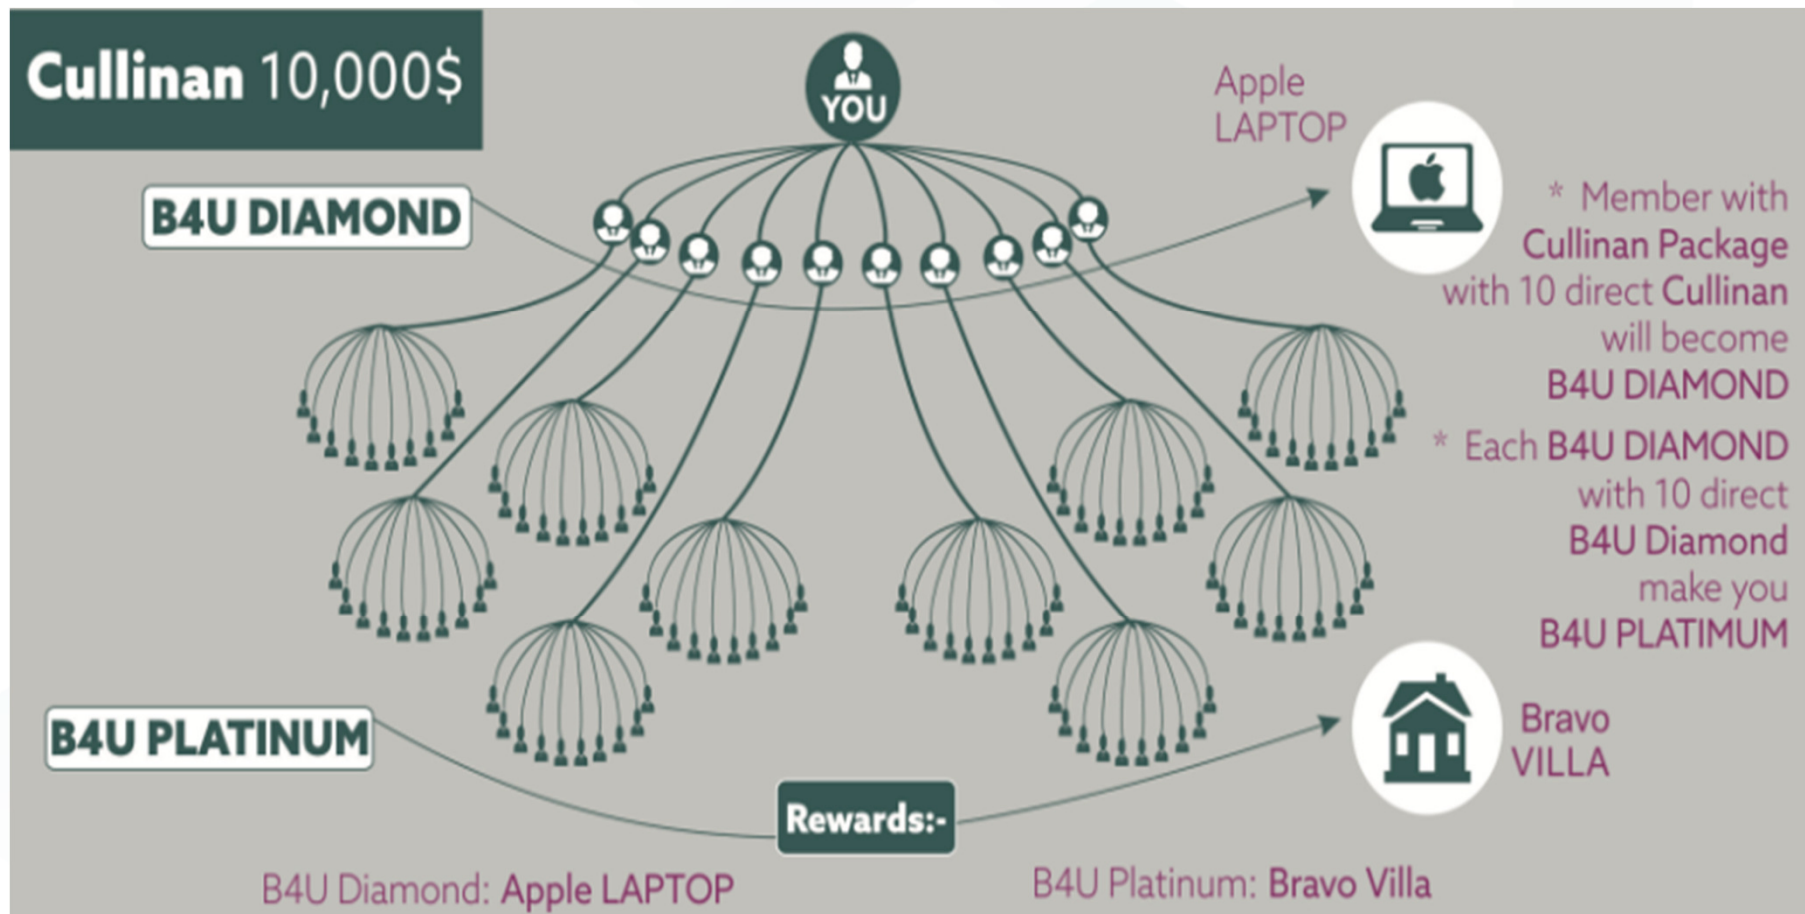 Cullinan 10,000$
YOU
Apple
LAPTOP
B4U DIAMOND
* Member with
Cullinan Package
with 10 direct Cullinan
will become
B4U DIAMOND
* Each B4U DIAMOND
with 10 direct
B4U Diamond
make you
B4U PLATIMUM
B4U PLATINUM
Bravo
VILLA
Rewards:-
B4U Diamond: Apple LAPTOP
B4U Platinum: Bravo Villa